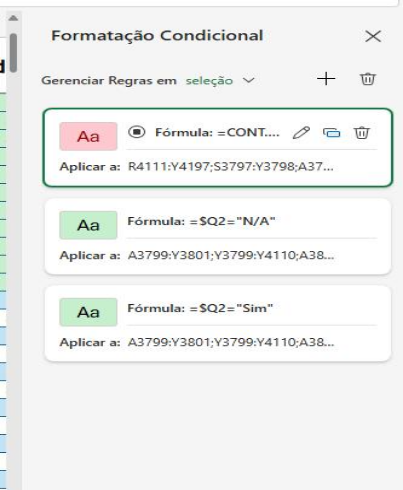 Formatação Condicional
Gerenciar Regras em seleção
Aa Fórmula: =CONT....
Aplicar a: R4111:Y4197;S3797:Y3798;A37...
Aa Fórmula: =$Q2="N/A"
Aplicar a: A3799:Y3801;Y3799:Y4110;A38...
Aa Fórmula: =$Q2="Sim"
Aplicar a: A3799:Y3801;Y3799:Y4110;A38...